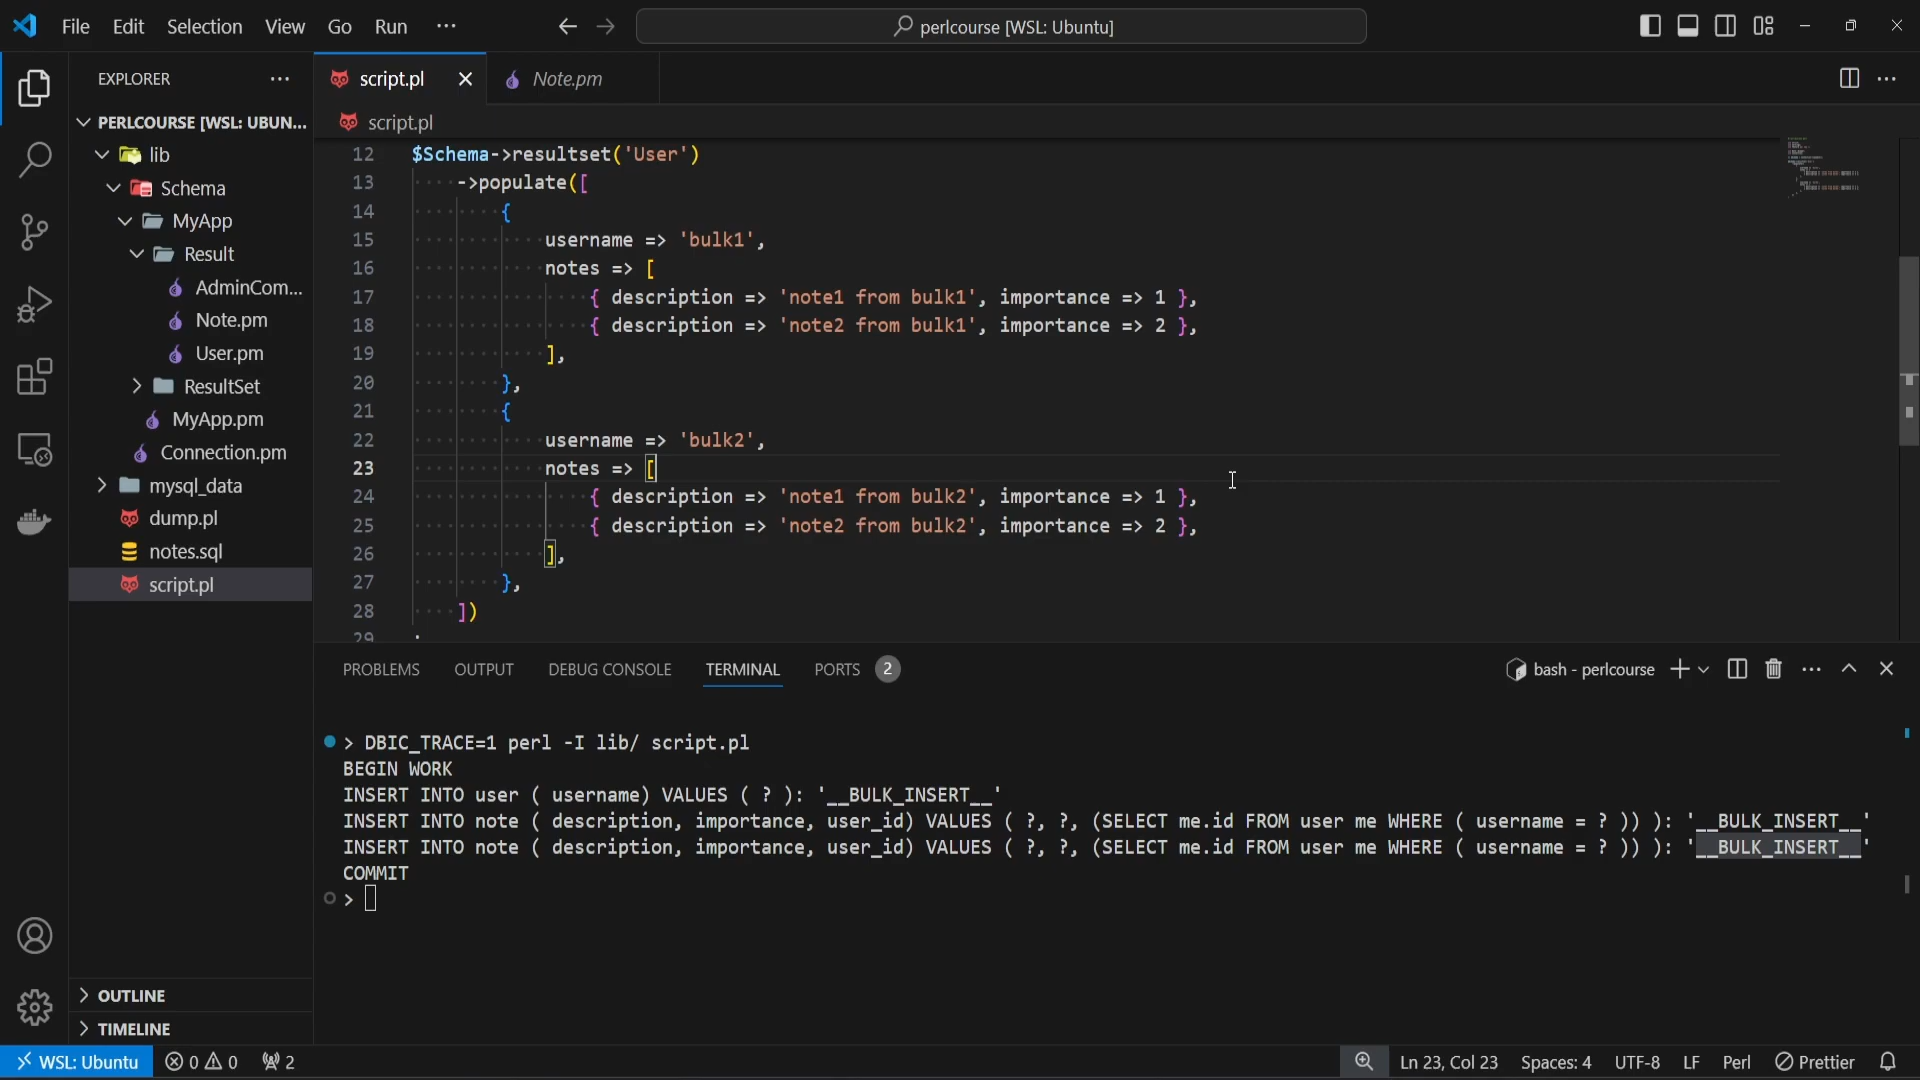 File Edit Selection View Go Run ··· perlcourse [WSL: Ubuntu]
EXPLORER ···
script.pl Note.pm
PERLCOURSE [WSL: UBUN...
lib
Schema
MyApp
Result
AdminCom...
Note.pm
User.pm
ResultSet
MyApp.pm
Connection.pm
mysql_data
dump.pl
notes.sql
script.pl
OUTLINE
TIMELINE
script.pl
12 $Schema->resultset('User')
13 ->populate([
14 {
15 username => 'bulk1',
16 notes => [
17 { description => 'note1 from bulk1', importance => 1 },
18 { description => 'note2 from bulk1', importance => 2 },
19 ],
20 },
21 {
22 username => 'bulk2',
23 notes => [
24 { description => 'note1 from bulk2', importance => 1 },
25 { description => 'note2 from bulk2', importance => 2 },
26 ],
27 },
28 ])
29
PROBLEMS OUTPUT DEBUG CONSOLE TERMINAL PORTS 2 bash - perlcourse
> DBIC_TRACE=1 perl -I lib/ script.pl
BEGIN WORK
INSERT INTO user ( username) VALUES ( ? ): '__BULK_INSERT__'
INSERT INTO note ( description, importance, user_id) VALUES ( ?, ?, (SELECT me.id FROM user me WHERE ( username = ? )) ): '__BULK_INSERT__'
INSERT INTO note ( description, importance, user_id) VALUES ( ?, ?, (SELECT me.id FROM user me WHERE ( username = ? )) ): '__BULK_INSERT__'
COMMIT
>
WSL: Ubuntu 0 0 2 Ln 23, Col 23 Spaces: 4 UTF-8 LF Perl Prettier